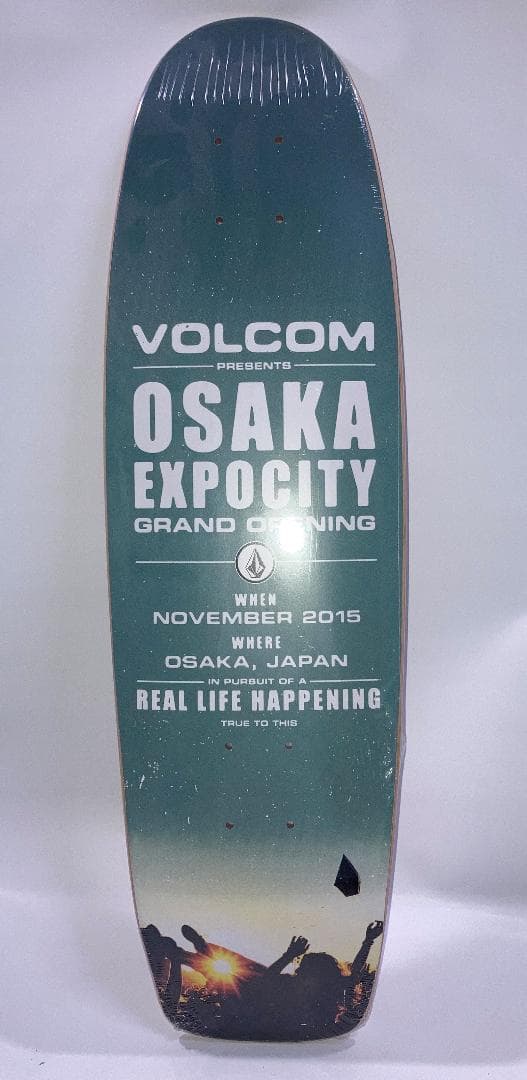 VOLCOM
PRESENTS
OSAKA
EXPOCITY
GRAND OPENING
WHEN
NOVEMBER 2015
WHERE
OSAKA, JAPAN
IN PURSUIT OF A
REAL LIFE HAPPENING
TRUE TO THIS